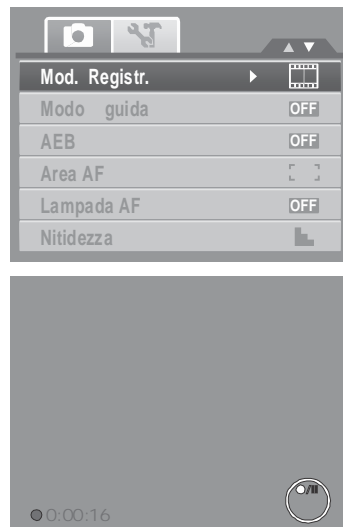 Mod. Registr.
Modo guida OFF
AEB OFF
Area AF
Lampada AF OFF
Nitidezza
0:00:16